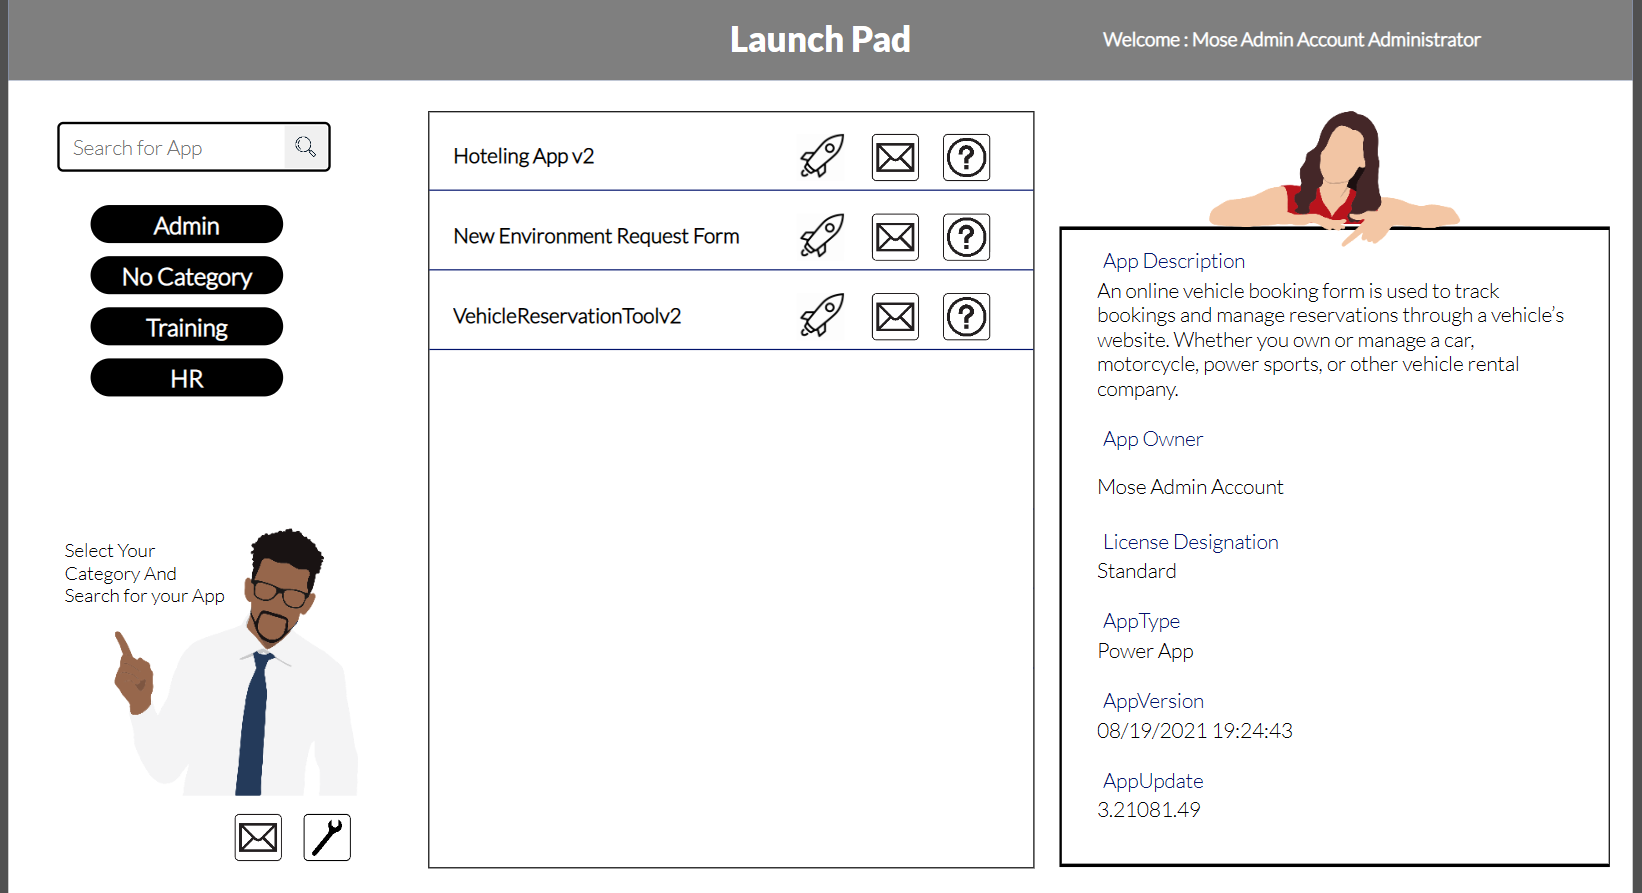 Launch Pad
Welcome : Mose Admin Account Administrator
Search for App
Admin
No Category
Training
HR
Select Your
Category And
Search for your App
Hoteling App v2
New Environment Request Form
VehicleReservationToolv2
App Description
An online vehicle booking form is used to track
bookings and manage reservations through a vehicle’s
website. Whether you own or manage a car,
motorcycle, power sports, or other vehicle rental
company.
App Owner
Mose Admin Account
License Designation
Standard
AppType
Power App
AppVersion
08/19/2021 19:24:43
AppUpdate
3.21081.49